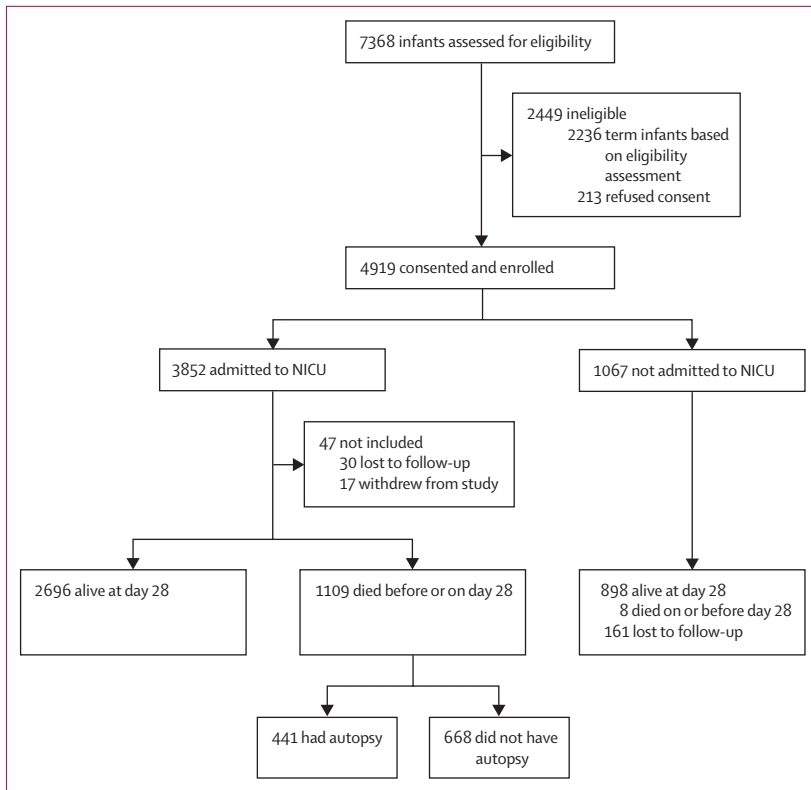 7368 infants assessed for eligibility
2449 ineligible
2236 term infants based
on eligibility
assessment
213 refused consent
4919 consented and enrolled
3852 admitted to NICU
1067 not admitted to NICU
47 not included
30 lost to follow-up
17 withdrew from study
2696 alive at day 28
1109 died before or on day 28
898 alive at day 28
8 died on or before day 28
161 lost to follow-up
441 had autopsy
668 did not have
autopsy